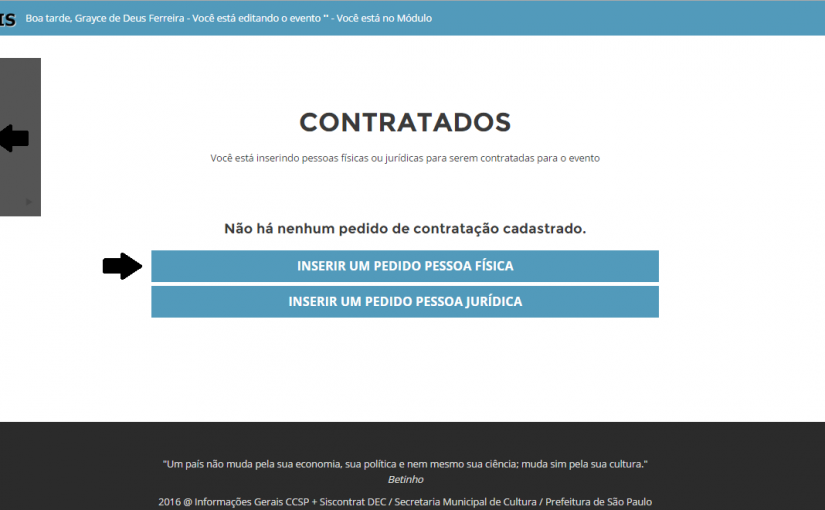 IS Boa tarde, Grayce de Deus Ferreira - Você está editando o evento "" - Você está no Módulo
CONTRATADOS
Você está inserindo pessoas físicas ou jurídicas para serem contratadas para o evento
Não há nenhum pedido de contratação cadastrado.
INSERIR UM PEDIDO PESSOA FÍSICA
INSERIR UM PEDIDO PESSOA JURÍDICA
"Um país não muda pela sua economia, sua política e nem mesmo sua ciência; muda sim pela sua cultura."
Betinho
2016 @ Informações Gerais CCSP + Siscontrat DEC / Secretaria Municipal de Cultura / Prefeitura de São Paulo